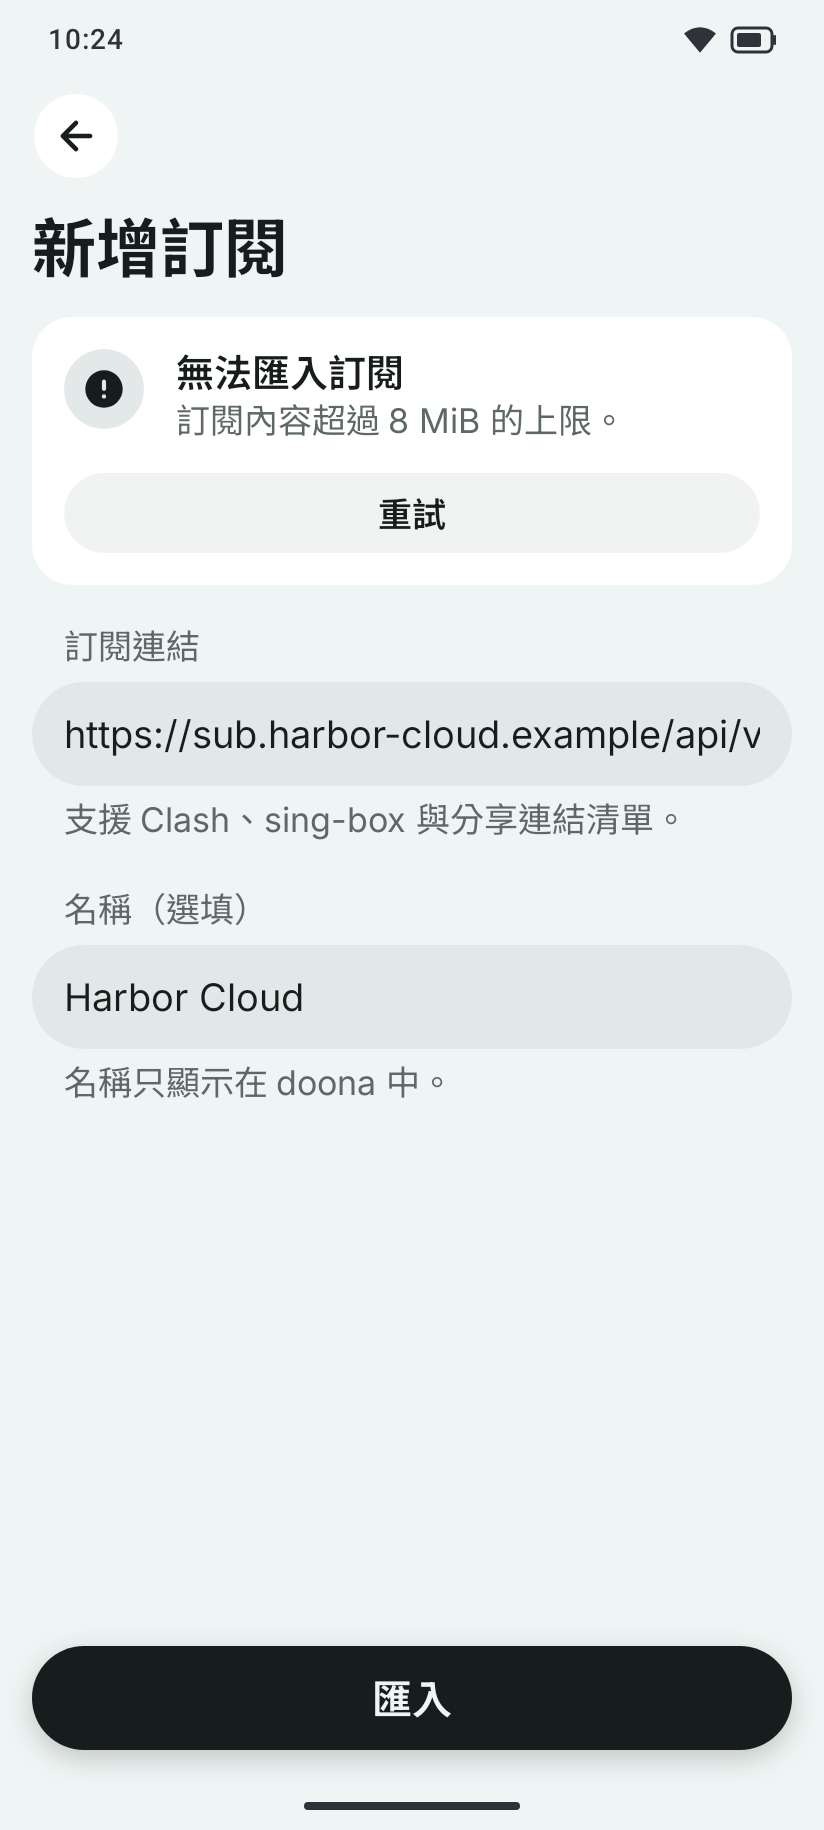 10:24
新增訂閱
無法匯入訂閱
訂閱內容超過 8 MiB 的上限。
重試
訂閱連結
https://sub.harbor-cloud.example/api/v
支援 Clash、sing-box 與分享連結清單。
名稱（選填）
Harbor Cloud
名稱只顯示在 doona 中。
匯入